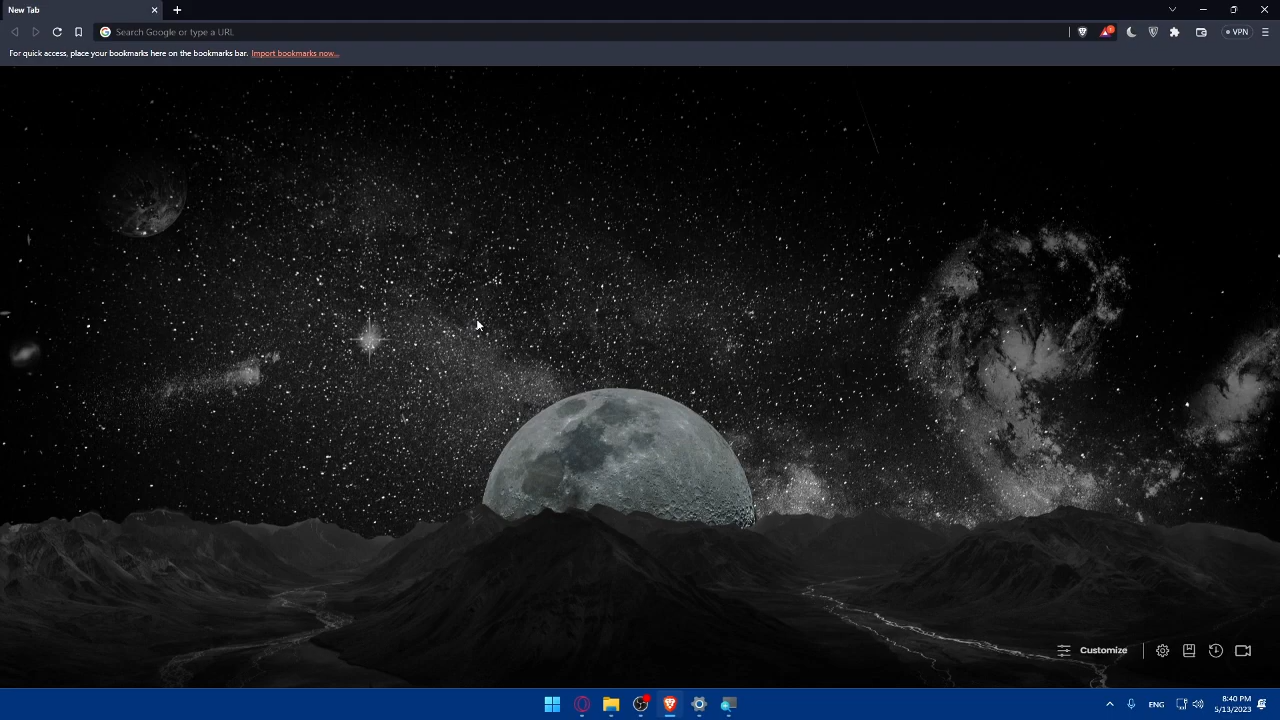 New Tab
Search Google or type a URL
VPN
For quick access, place your bookmarks here on the bookmarks bar. Import bookmarks now...
Customize
ENG
8:40 PM
5/13/2023